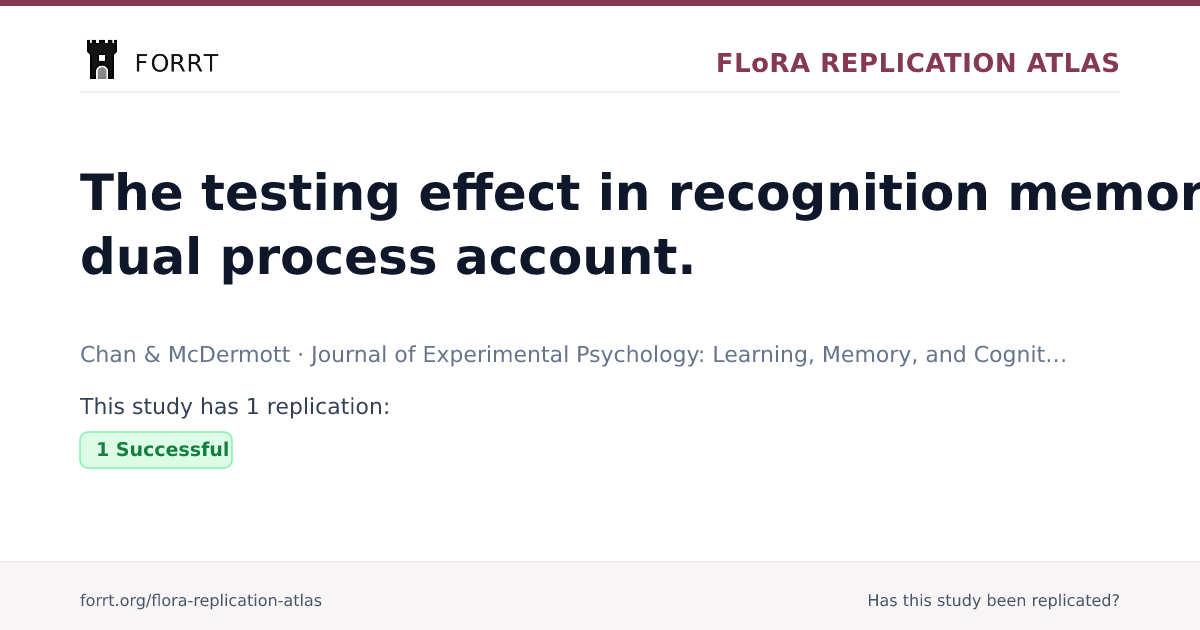 FORRT
FLoRA REPLICATION ATLAS
The testing effect in recognition memor
dual process account.
Chan & McDermott · Journal of Experimental Psychology: Learning, Memory, and Cognit…
This study has 1 replication:
1 Successful
forrt.org/flora-replication-atlas
Has this study been replicated?